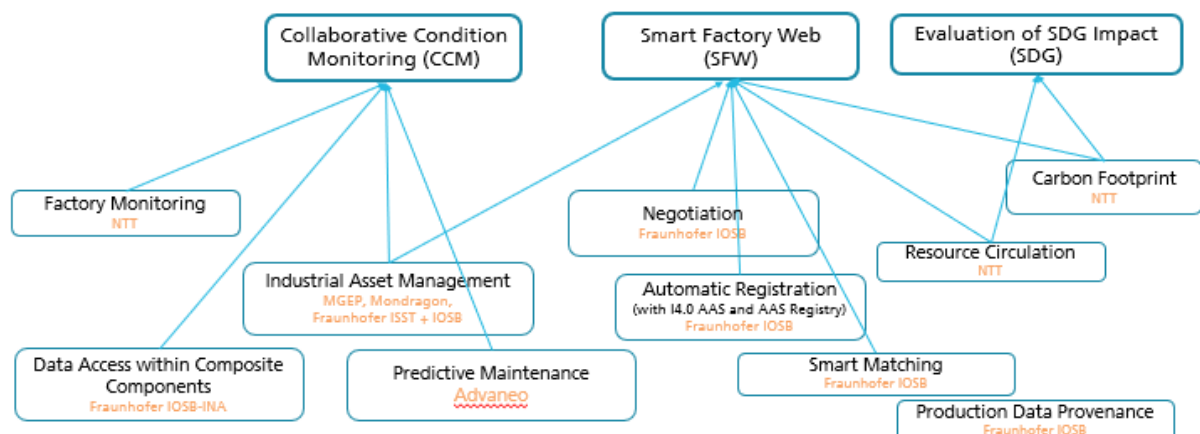 Collaborative Condition
Monitoring (CCM)
Smart Factory Web
(SFW)
Evaluation of SDG Impact
(SDG)
Factory Monitoring
NTT
Negotiation
Fraunhofer IOSB
Carbon Footprint
NTT
Resource Circulation
NTT
Industrial Asset Management
MGEP, Mondragon,
Fraunhofer ISST + IOSB
Automatic Registration
(with I4.0 AAS and AAS Registry)
Fraunhofer IOSB
Data Access within Composite
Components
Fraunhofer IOSB-INA
Predictive Maintenance
Advaneo
Smart Matching
Fraunhofer IOSB
Production Data Provenance
Fraunhofer IOSB